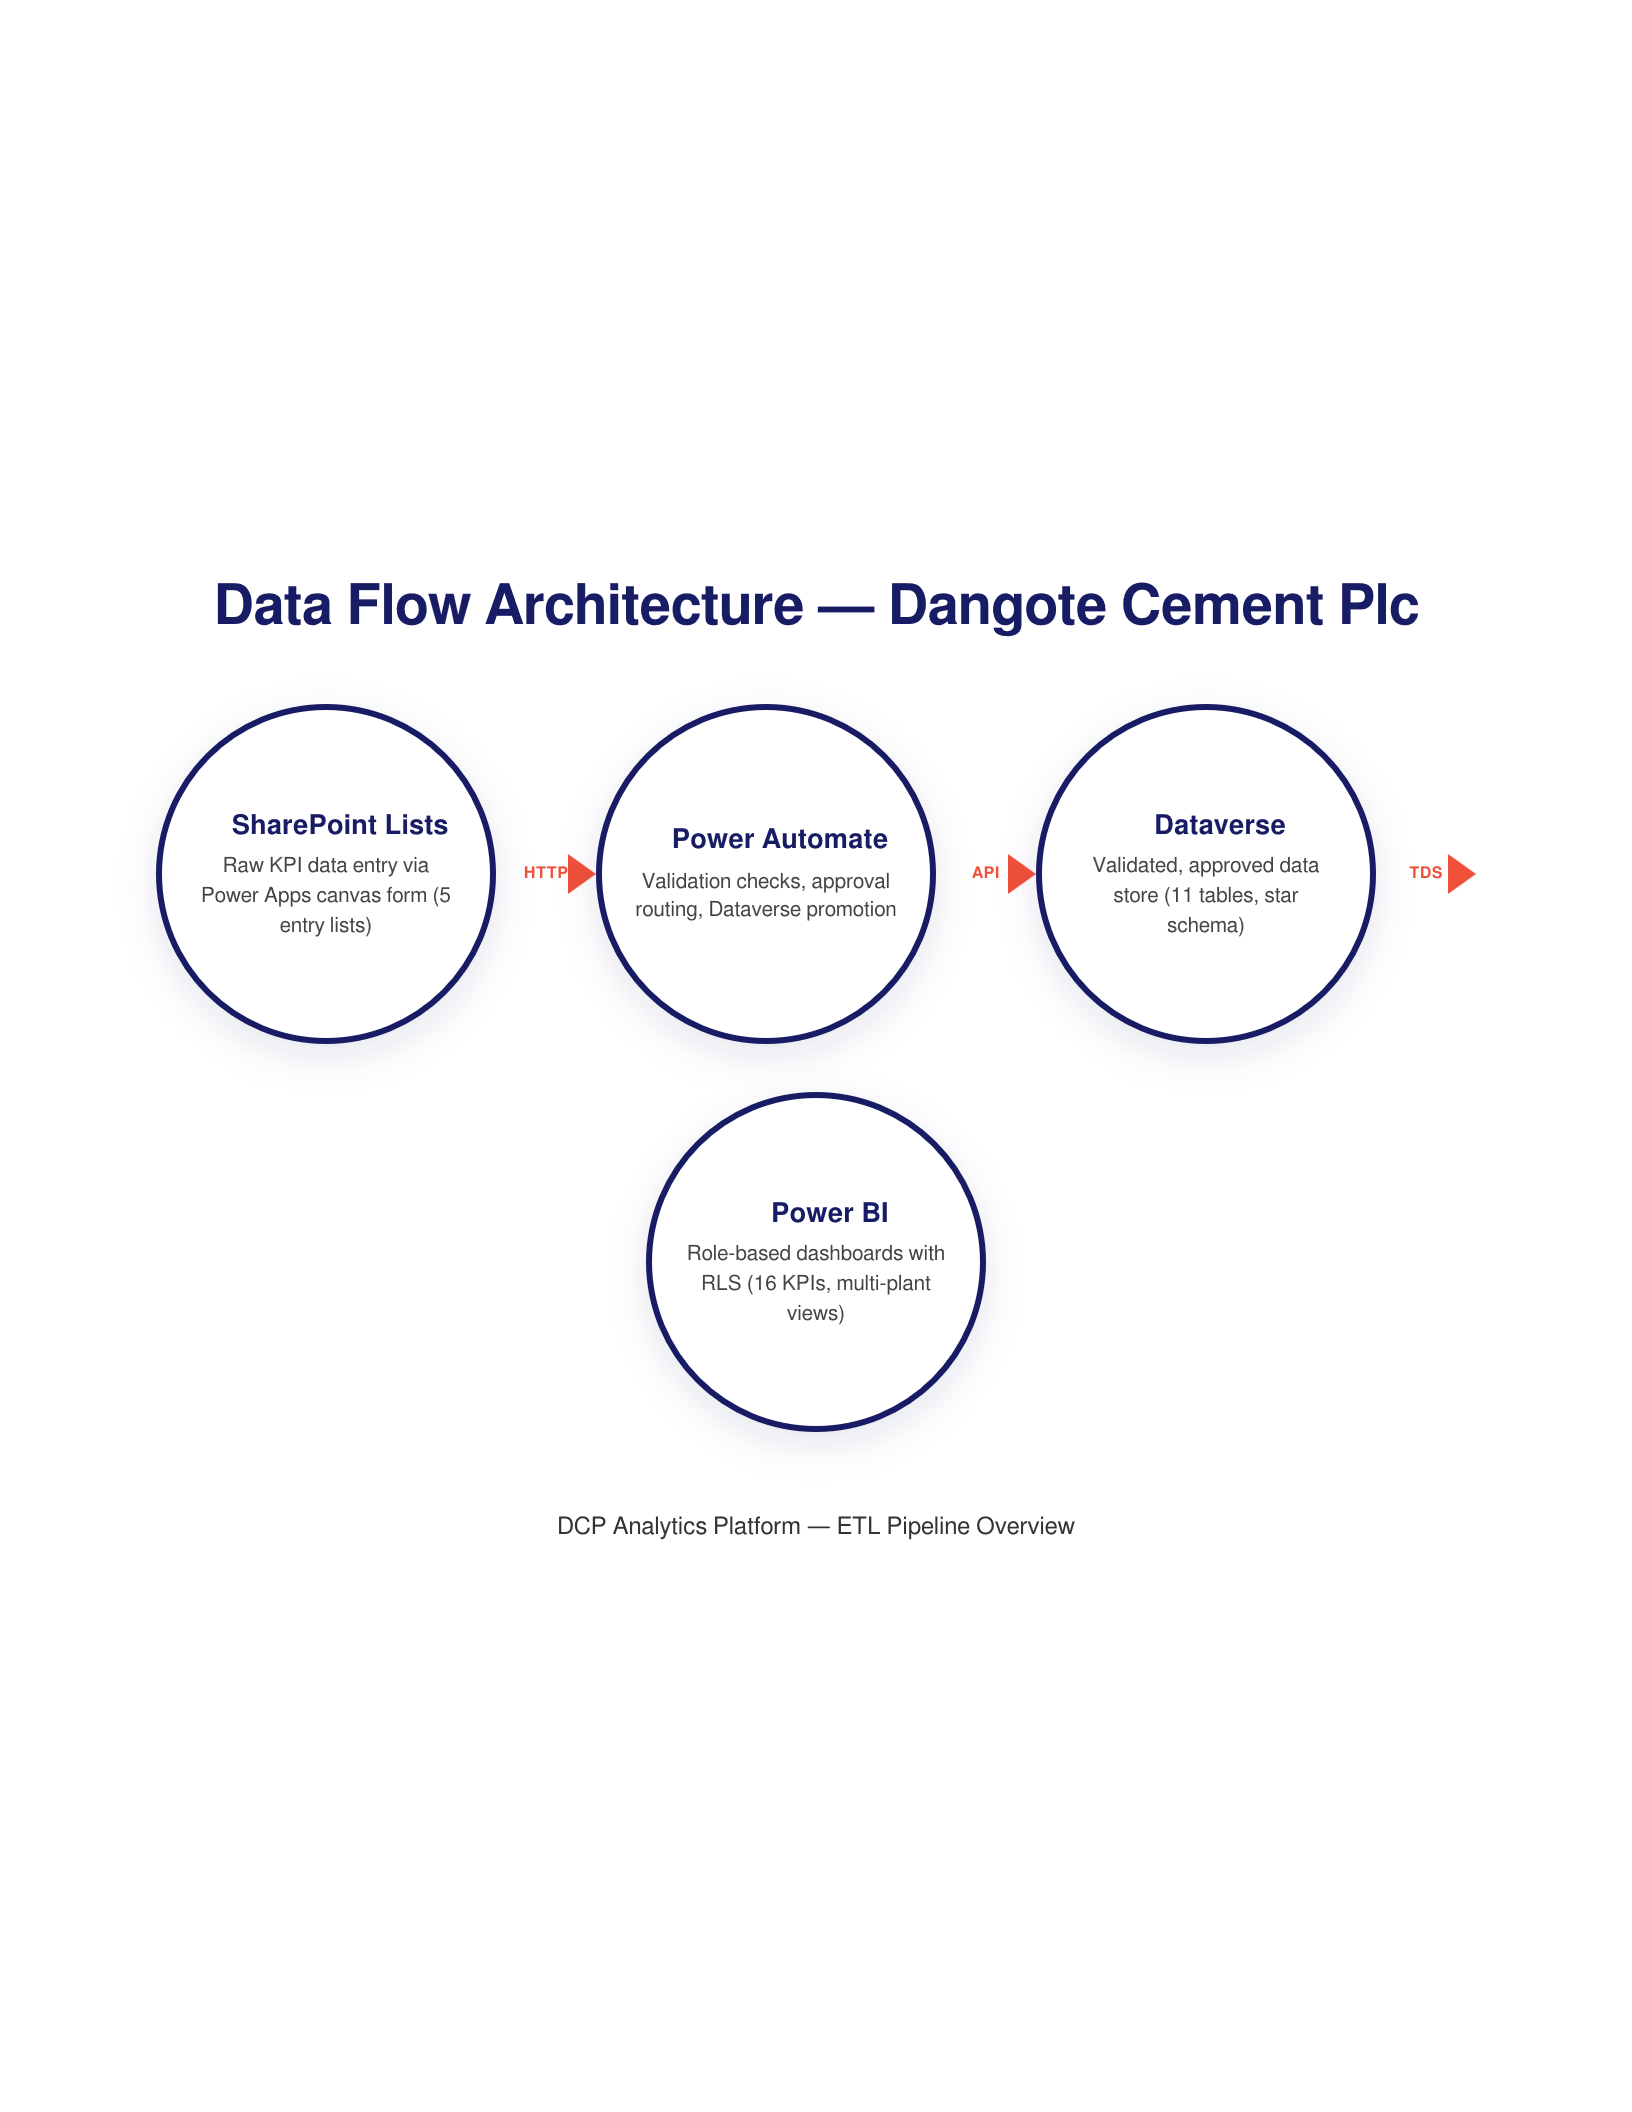 Data Flow Architecture — Dangote Cement Plc
SharePoint Lists
Raw KPI data entry via
Power Apps canvas form (5
entry lists)
HTTP
Power Automate
Validation checks, approval
routing, Dataverse promotion
API
Dataverse
Validated, approved data
store (11 tables, star
schema)
TDS
Power BI
Role-based dashboards with
RLS (16 KPIs, multi-plant
views)
DCP Analytics Platform — ETL Pipeline Overview